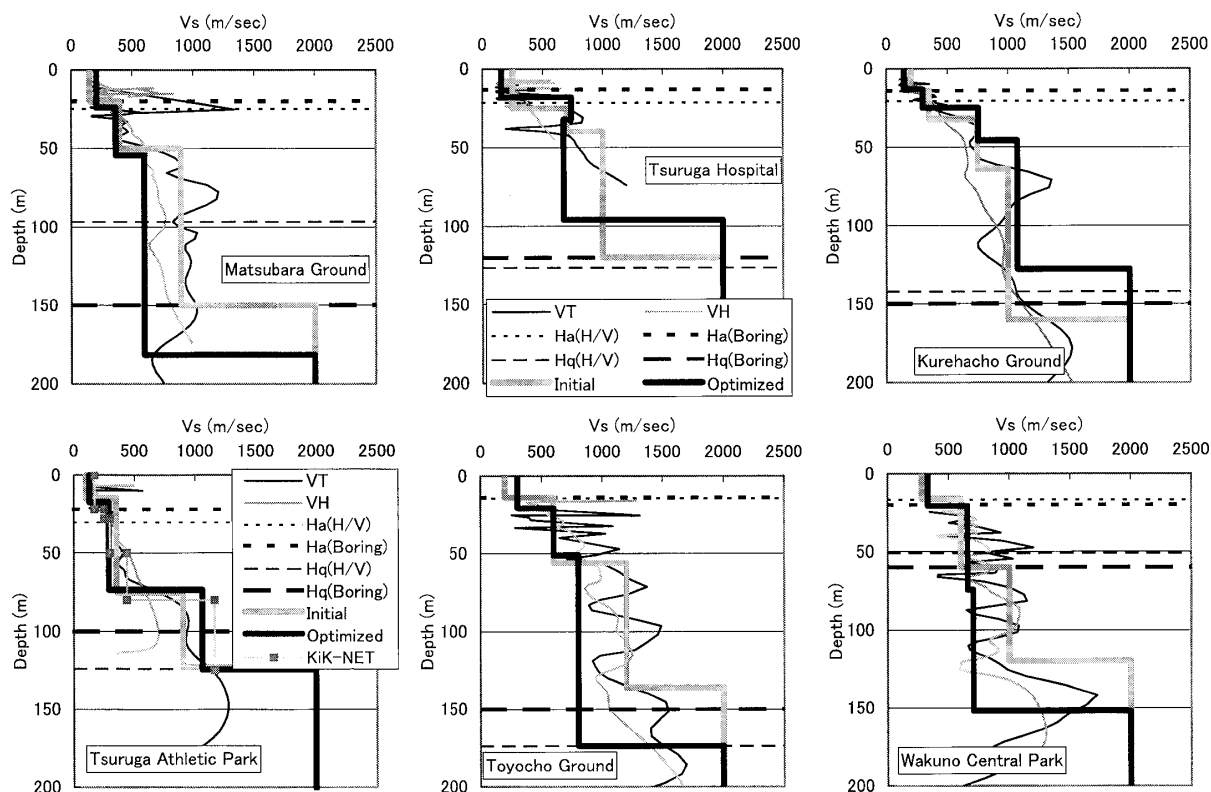 Vs (m/sec)
0 500 1000 1500 2000 2500
Depth (m)
0
50
100
150
200
Matsubara Ground
Vs (m/sec)
0 500 1000 1500 2000 2500
Depth (m)
0
50
100
150
200
Tsuruga Hospital
VT VH
Ha(H/V) Ha(Boring)
Hq(H/V) Hq(Boring)
Initial Optimized
Vs (m/sec)
0 500 1000 1500 2000 2500
Depth (m)
0
50
100
150
200
Kurehacho Ground
Vs (m/sec)
0 500 1000 1500 2000 2500
Depth (m)
0
50
100
150
200
VT
VH
Ha(H/V)
Ha(Boring)
Hq(H/V)
Hq(Boring)
Initial
Optimized
KiK-NET
Tsuruga Athletic Park
Vs (m/sec)
0 500 1000 1500 2000 2500
Depth (m)
0
50
100
150
200
Toyocho Ground
Vs (m/sec)
0 500 1000 1500 2000 2500
Depth (m)
0
50
100
150
200
Wakuno Central Park